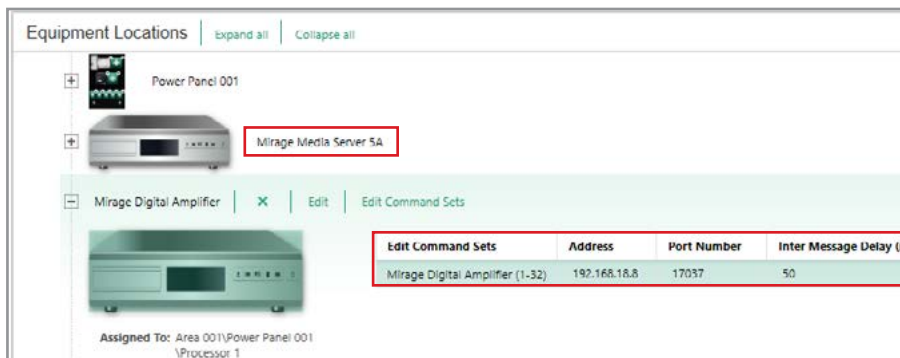 Equipment Locations Expand all Collapse all
Power Panel 001
Mirage Media Server 5A
Mirage Digital Amplifier × Edit Edit Command Sets
Edit Command Sets Address Port Number Inter Message Delay (
Mirage Digital Amplifier (1-32) 192.168.18.8 17037 50
Assigned To: Area 001\Power Panel 001
\Processor 1